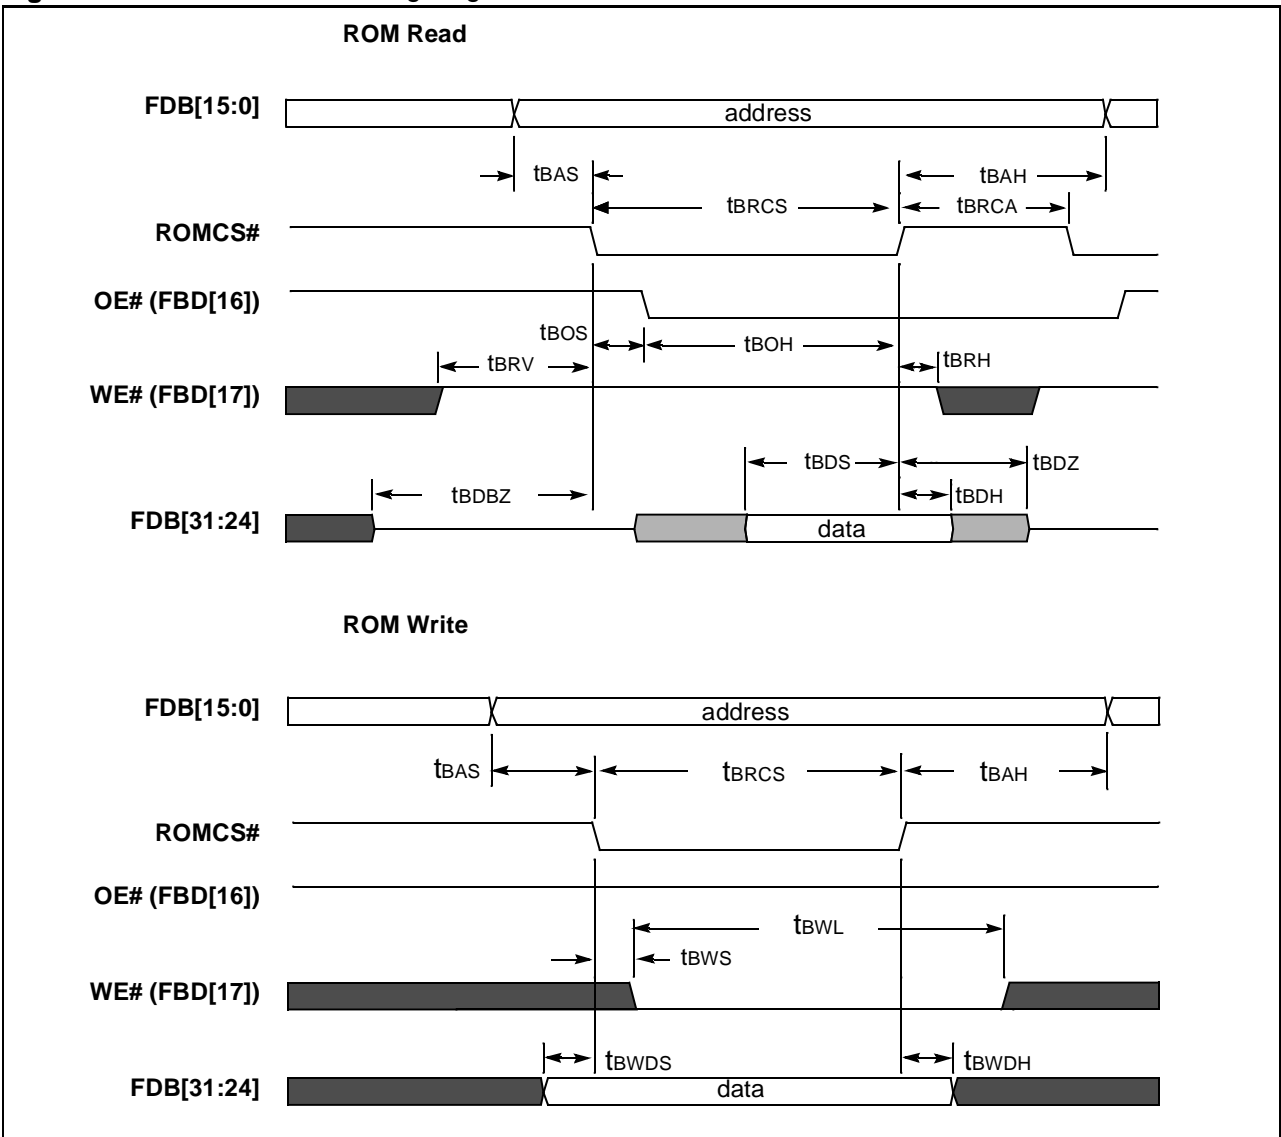 ROM Read
FDB[15:0]
address
tBAS
tBAH
tBRCS
tBRCA
ROMCS#
OE# (FBD[16])
tBOS
tBOH
tBRV
tBRH
WE# (FBD[17])
tBDS
tBDZ
tBDBZ
tBDH
FDB[31:24]
data
ROM Write
FDB[15:0]
address
tBAS
tBRCS
tBAH
ROMCS#
OE# (FBD[16])
tBWL
tBWS
WE# (FBD[17])
tBWDS
tBWDH
FDB[31:24]
data